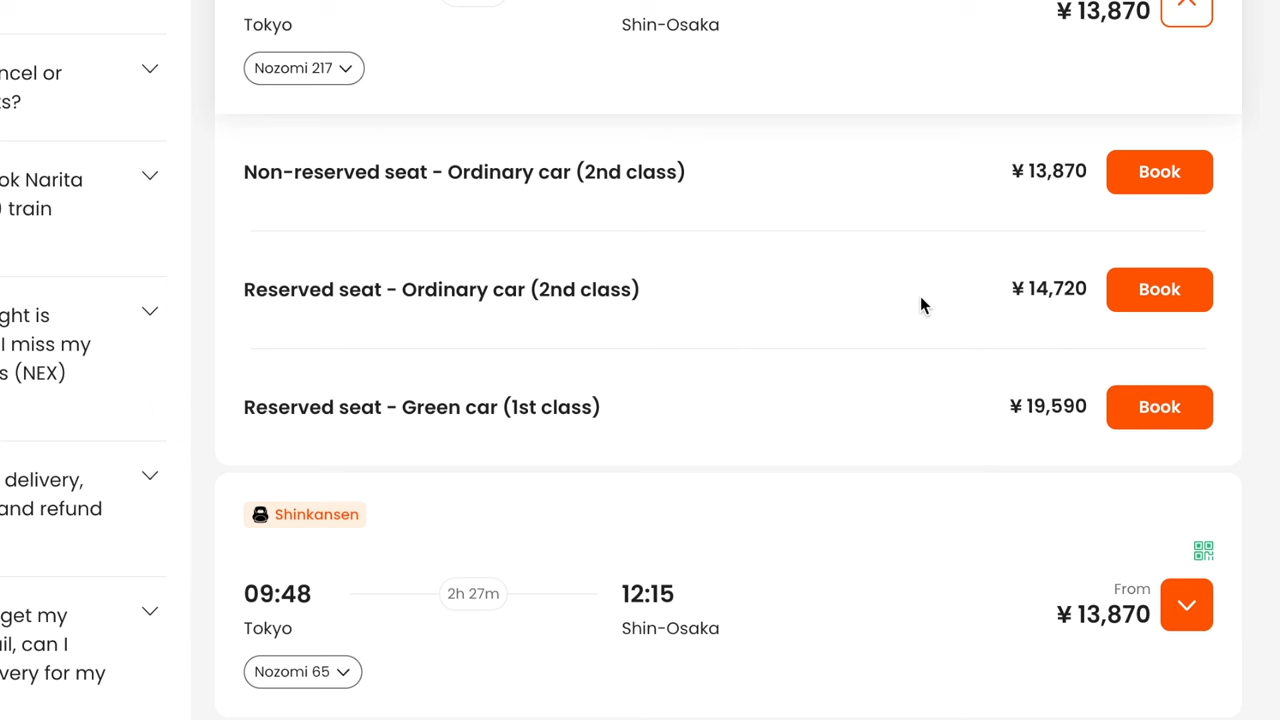 Tokyo
Shin-Osaka
¥ 13,870
Nozomi 217
ncel or
ts?
ok Narita
) train
ght is
I miss my
s (NEX)
delivery,
and refund
get my
ail, can I
very for my
Non-reserved seat - Ordinary car (2nd class)
¥ 13,870
Book
Reserved seat - Ordinary car (2nd class)
¥ 14,720
Book
Reserved seat - Green car (1st class)
¥ 19,590
Book
Shinkansen
09:48
2h 27m
12:15
From
¥ 13,870
Tokyo
Shin-Osaka
Nozomi 65